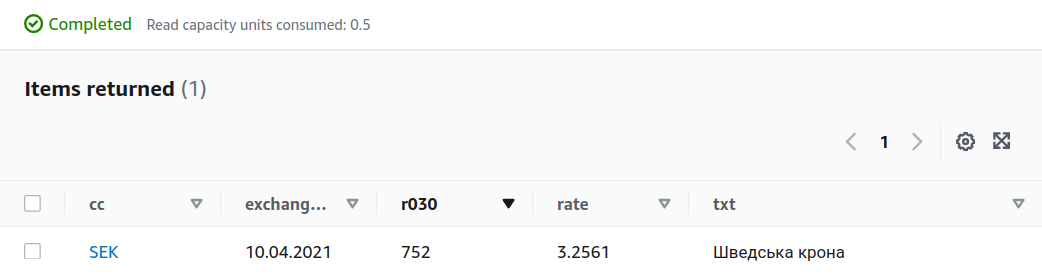 Completed Read capacity units consumed: 0.5
Items returned (1)
1
cc exchang... r030 rate txt
SEK 10.04.2021 752 3.2561 Шведська крона